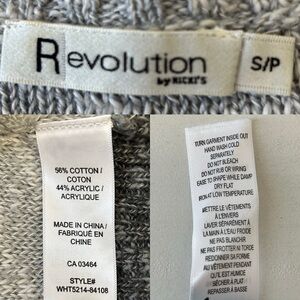 Revolution
by NICKI'S
S/P
56% COTTON /
COTON
44% ACRYLIC /
ACRYLIQUE
MADE IN CHINA /
FABRIQUÉ EN
CHINE
CA 03464
STYLE#
WHT5214-84108
TURN GARMENT INSIDE OUT
HAND WASH COLD
SEPARATELY
DO NOT BLEACH
DO NOT RUB OR WRING
EASE TO SHAPE WHILE DAMP
DRY FLAT
IRON AT LOW TEMPERATURE
METTRE LE VÊTEMENTS
À L'ENVERS
LAVER SÉPARÉMENT À
LA MAIN À L'EAU FROIDE
NE PAS BLANCHIR
NE PAS FROTTER NI TORDRE
REDONNER SA FORME
AU VÊTEMENT PENDANT
QU'IL EST HUMIDE
SÉCHER À PLAT
REPASSER À BASSE